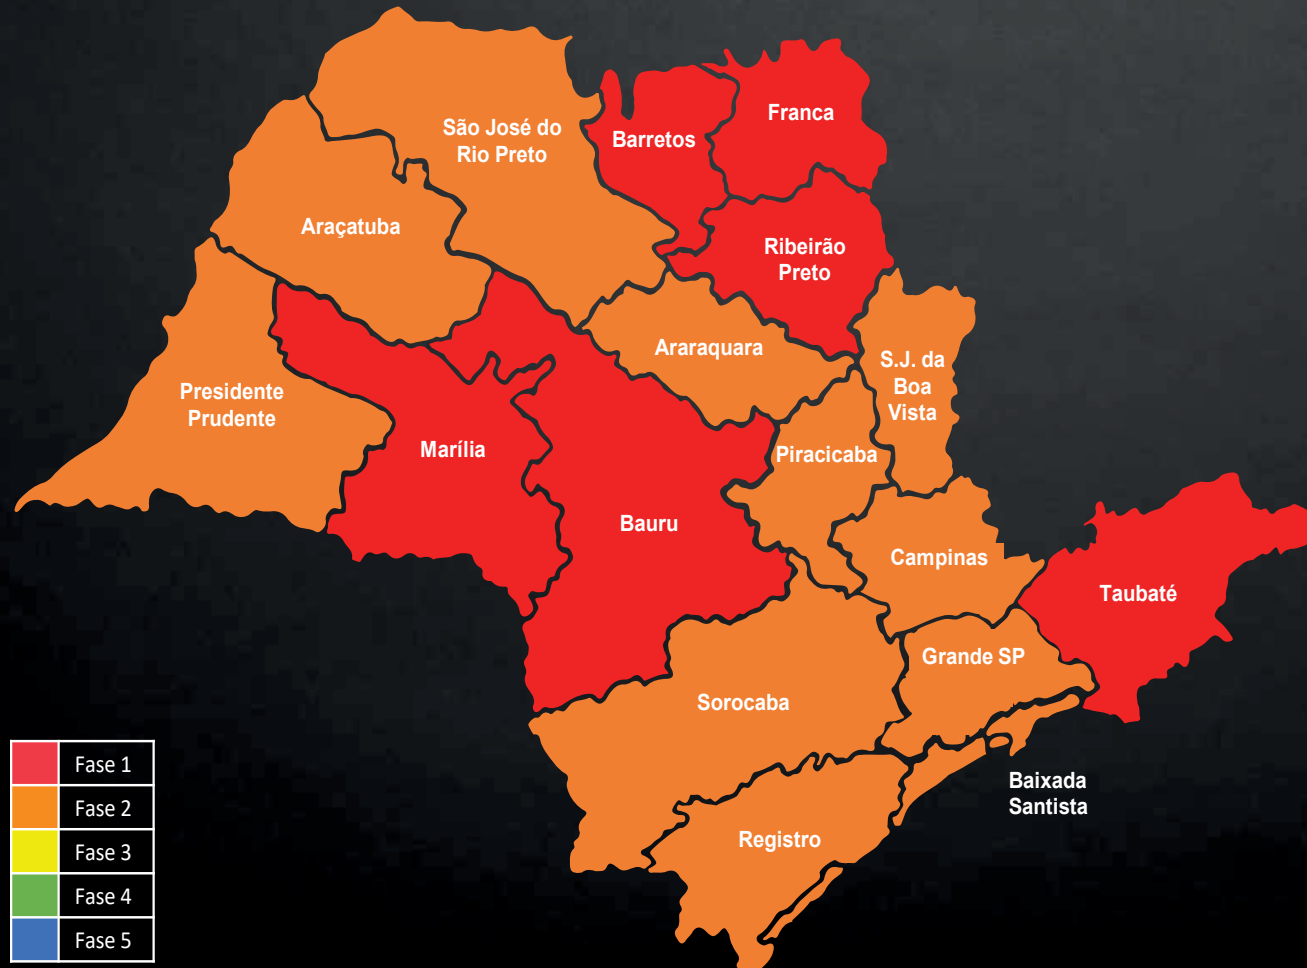 Franca
São José do
Rio Preto
Barretos
Araçatuba
Ribeirão
Preto
Araraquara
S.J. da
Boa
Vista
Presidente
Prudente
Marília
Piracicaba
Bauru
Campinas
Taubaté
Grande SP
Sorocaba
Baixada
Santista
Registro
Fase 1
Fase 2
Fase 3
Fase 4
Fase 5